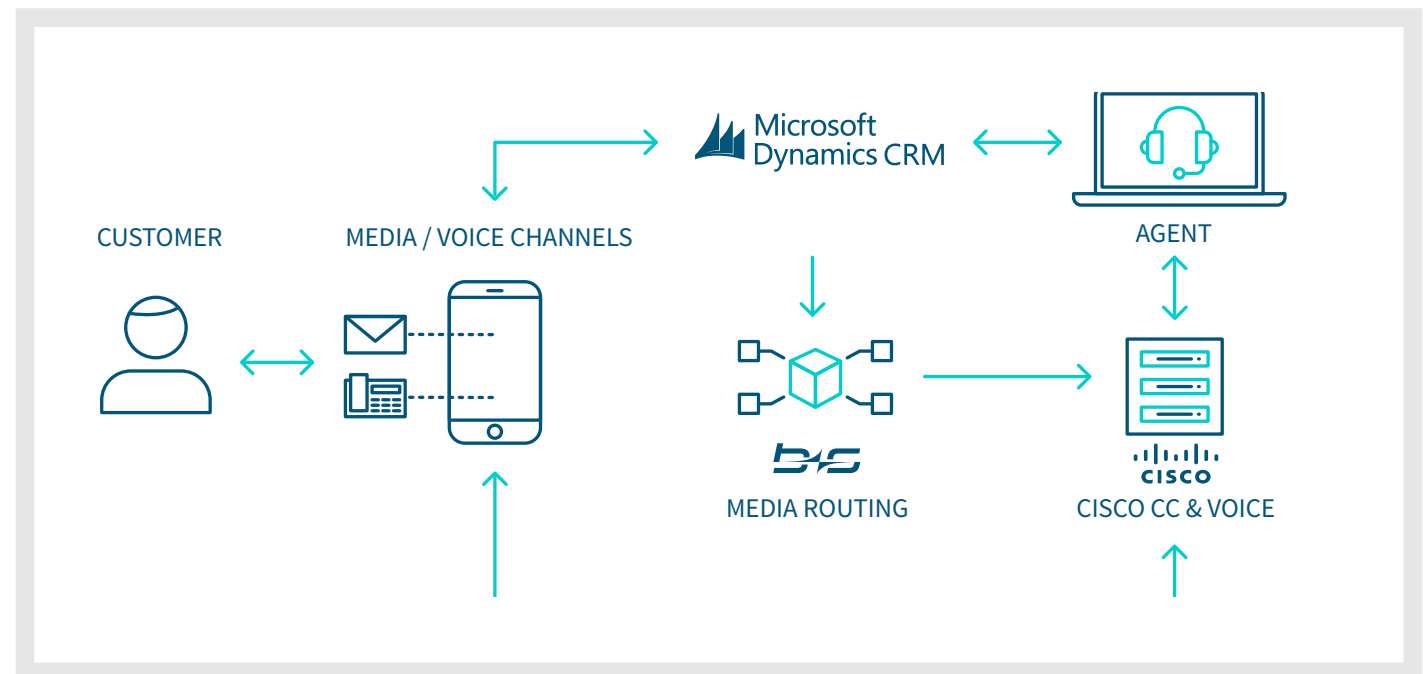 Microsoft
Dynamics CRM
CUSTOMER
MEDIA / VOICE CHANNELS
AGENT
b+s
MEDIA ROUTING
CISCO
CISCO CC & VOICE